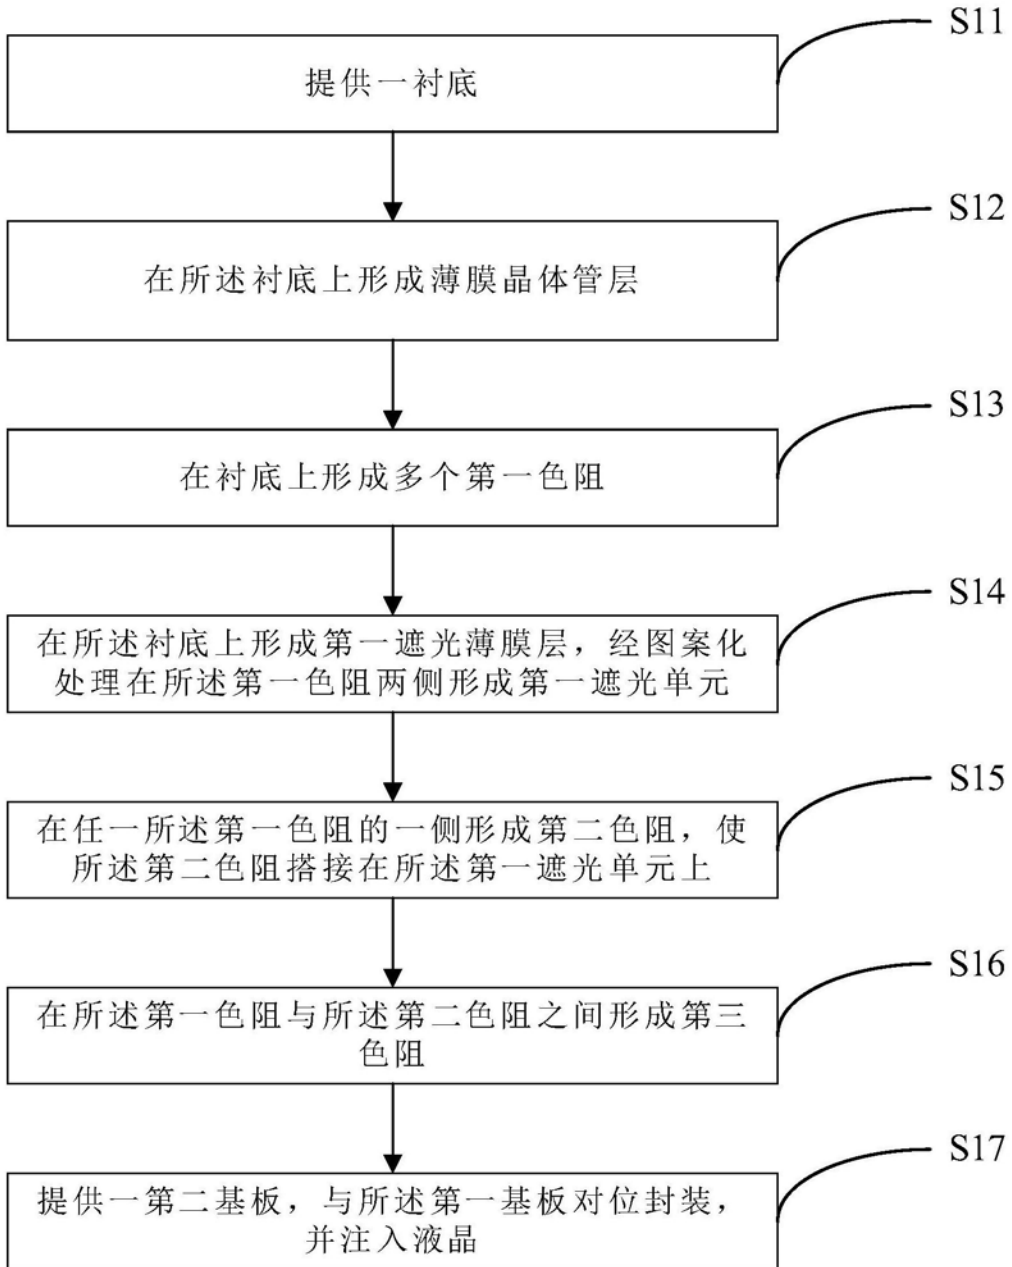 S11
提供一衬底
S12
在所述衬底上形成薄膜晶体管层
S13
在衬底上形成多个第一色阻
S14
在所述衬底上形成第一遮光薄膜层，经图案化
处理在所述第一色阻两侧形成第一遮光单元
S15
在任一所述第一色阻的一侧形成第二色阻，使
所述第二色阻搭接在所述第一遮光单元上
S16
在所述第一色阻与所述第二色阻之间形成第三
色阻
S17
提供一第二基板，与所述第一基板对位封装，
并注入液晶